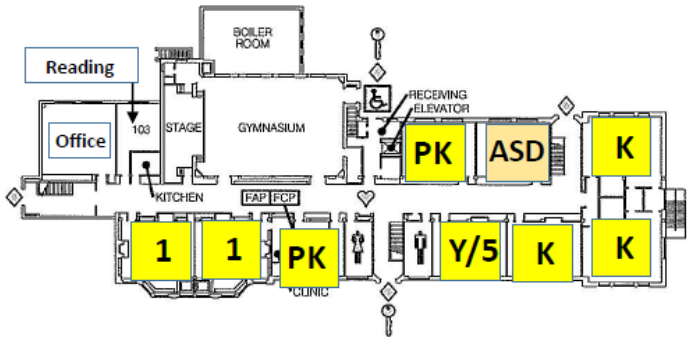 BOILER
ROOM
Reading
RECEIVING
ELEVATOR
103
STAGE
GYMNASIUM
Office
PK
ASD
K
KITCHEN
FAP FCP
1
1
PK
Y/5
K
K
CLINIC